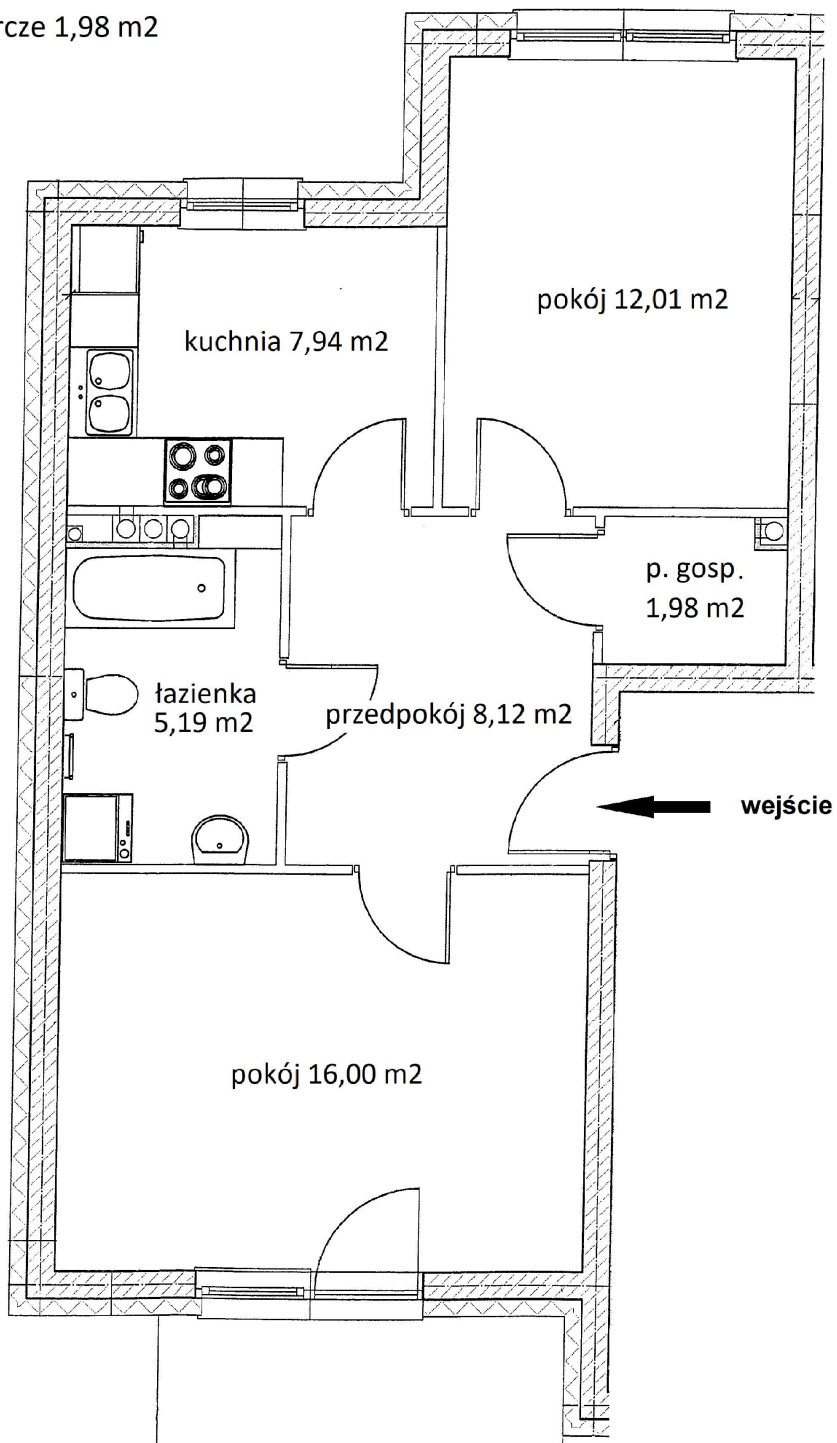 rcze 1,98 m2
pokój 12,01 m2
kuchnia 7,94 m2
p. gosp.
1,98 m2
łazienka
5,19 m2
przedpokój 8,12 m2
wejście
pokój 16,00 m2